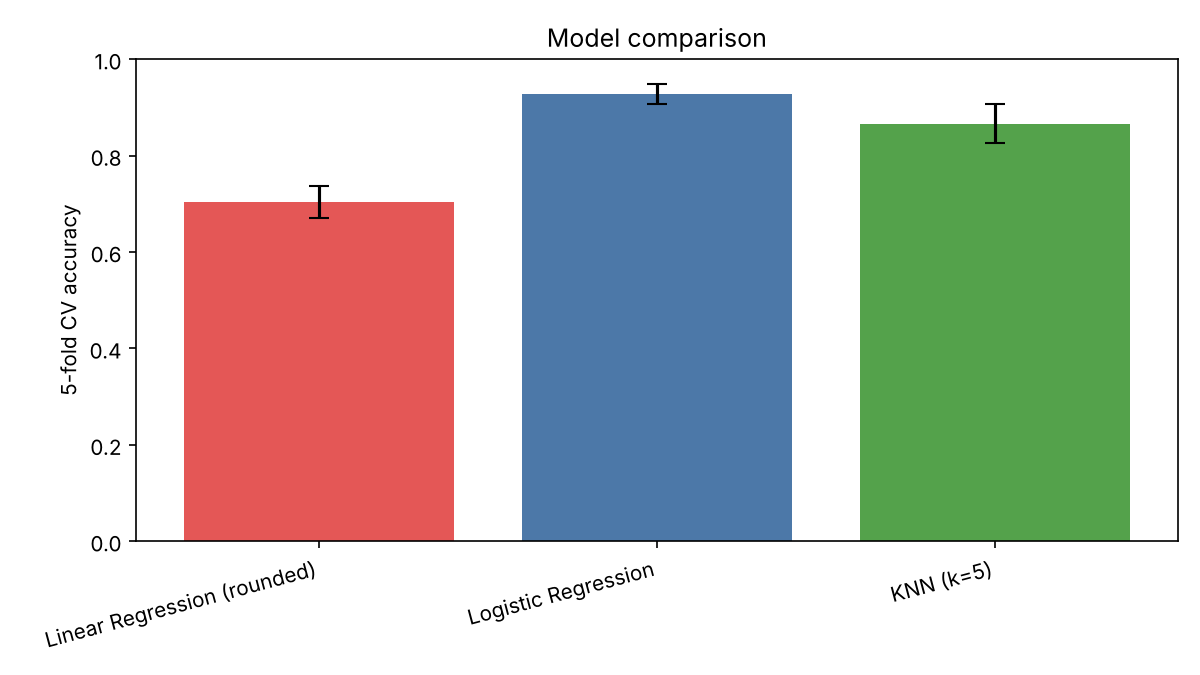 Model comparison
5-fold CV accuracy
1.0
0.8
0.6
0.4
0.2
0.0
Linear Regression (rounded)
Logistic Regression
KNN (k=5)